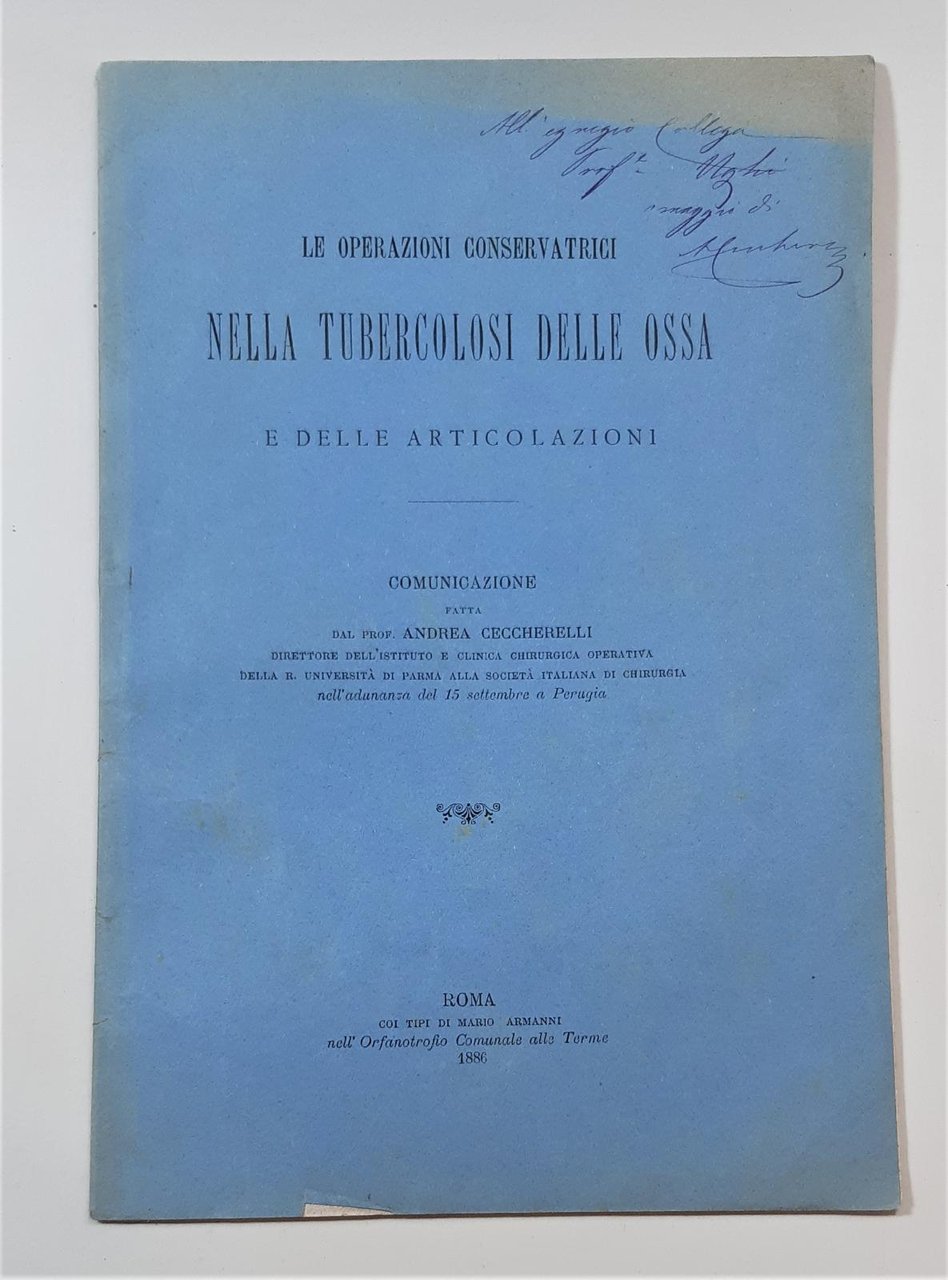 All' egregio Collega
Prof.
omaggio di
LE OPERAZIONI CONSERVATRICI
NELLA TUBERCOLOSI DELLE OSSA
E DELLE ARTICOLAZIONI
COMUNICAZIONE
FATTA
DAL PROF. ANDREA CECCHERELLI
DIRETTORE DELL'ISTITUTO E CLINICA CHIRURGICA OPERATIVA
DELLA R. UNIVERSITÀ DI PARMA ALLA SOCIETÀ ITALIANA DI CHIRURGIA
nell'adunanza del 15 settembre a Perugia
ROMA
COI TIPI DI MARIO ARMANNI
nell' Orfanotrofio Comunale alle Terme
1886